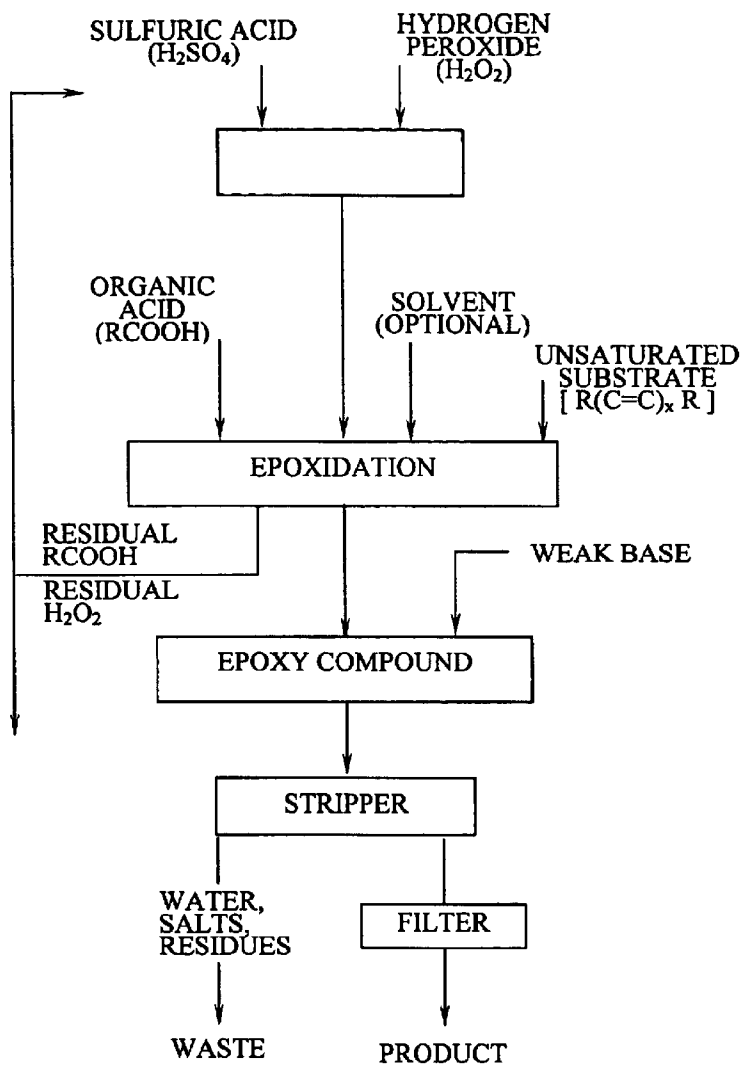 SULFURIC ACID
(H₂SO₄)
HYDROGEN
PEROXIDE
(H₂O₂)
ORGANIC
ACID
(RCOOH)
SOLVENT
(OPTIONAL)
UNSATURATED
SUBSTRATE
[ R(C=C)ₓ R ]
EPOXIDATION
RESIDUAL
RCOOH
RESIDUAL
H₂O₂
WEAK BASE
EPOXY COMPOUND
STRIPPER
WATER,
SALTS,
RESIDUES
FILTER
WASTE
PRODUCT